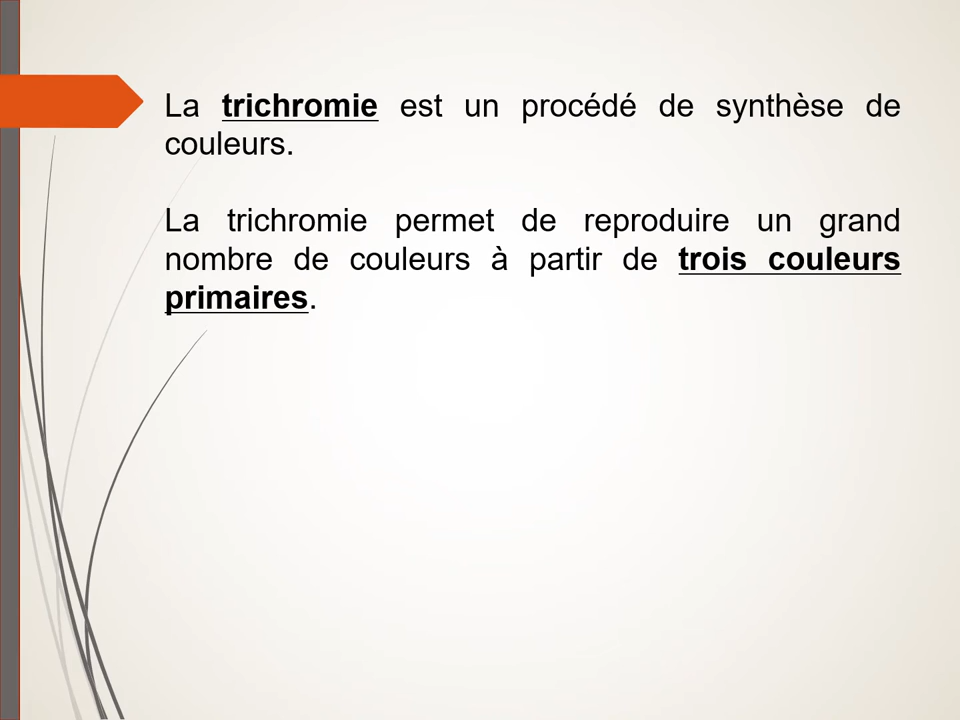 La trichromie est un procédé de synthèse de
couleurs.
La trichromie permet de reproduire un grand
nombre de couleurs à partir de trois couleurs
primaires.